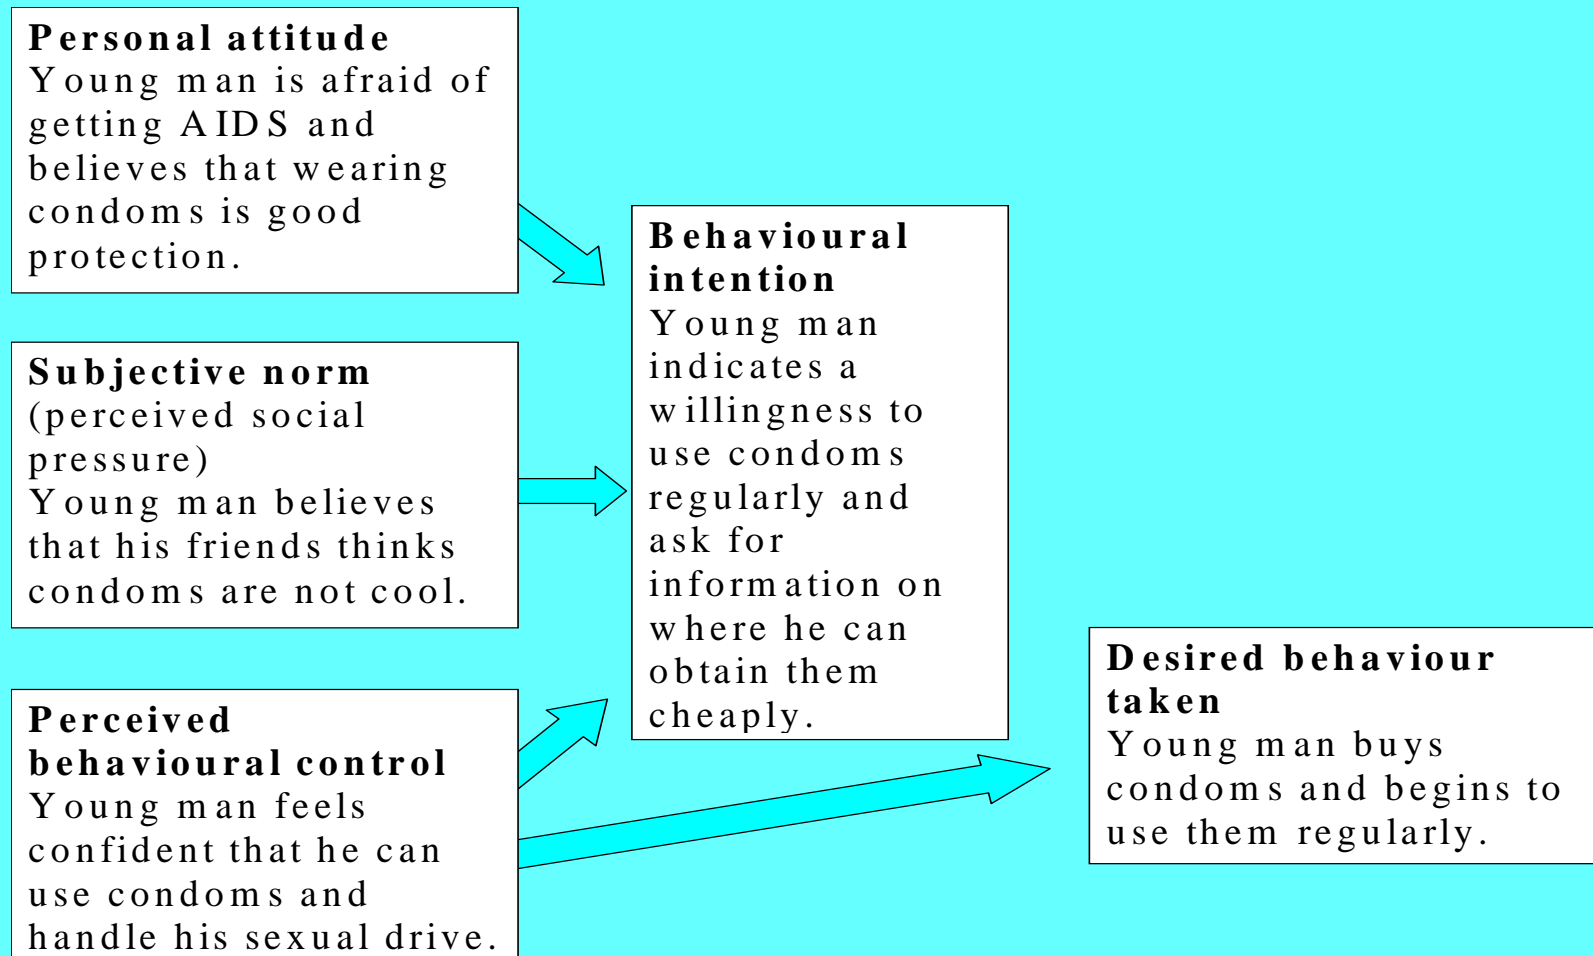 Personal attitude
Young man is afraid of
getting AIDS and
believes that wearing
condoms is good
protection.
Subjective norm
(perceived social
pressure)
Young man believes
that his friends thinks
condoms are not cool.
Perceived
behavioural control
Young man feels
confident that he can
use condoms and
handle his sexual drive.
Behavioural
intention
Young man
indicates a
willingness to
use condoms
regularly and
ask for
information on
where he can
obtain them
cheaply.
Desired behaviour
taken
Young man buys
condoms and begins to
use them regularly.